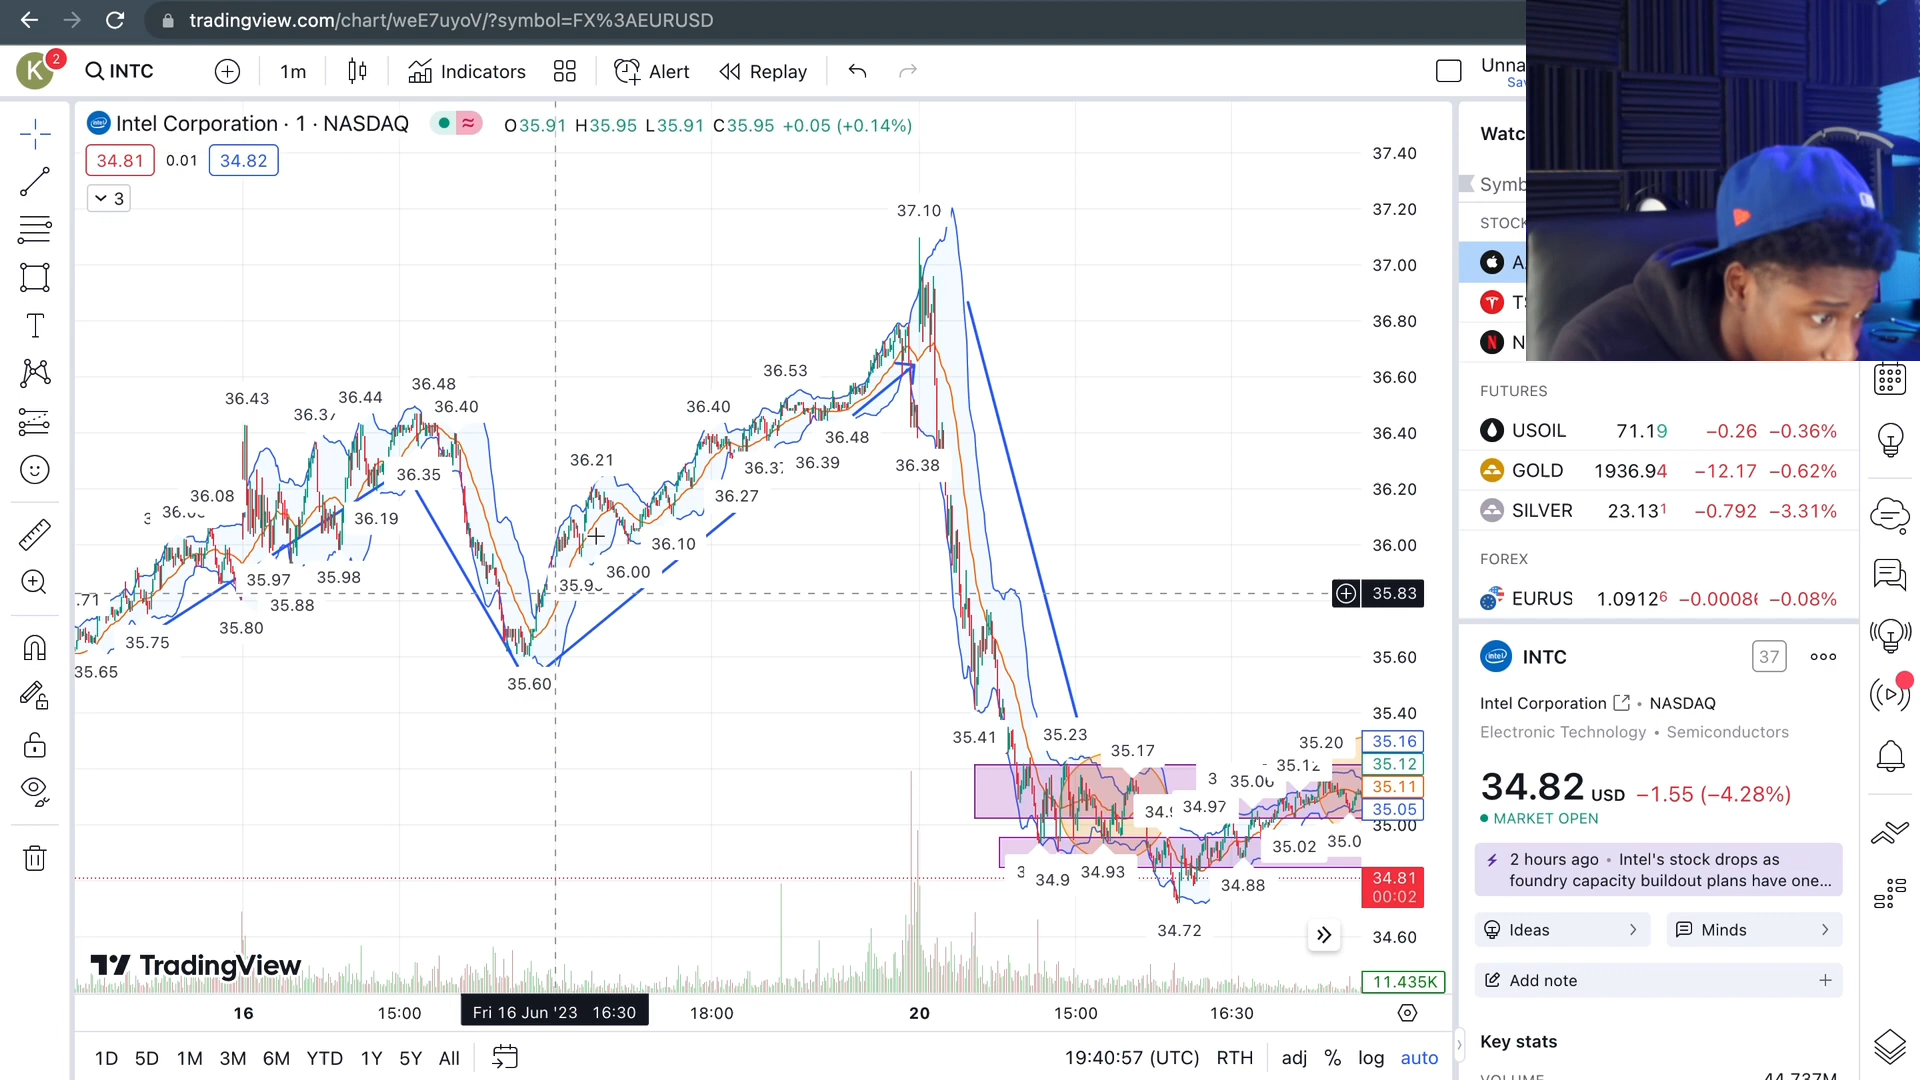 tradingview.com/chart/weE7uyoV/?symbol=FX%3AEURUSD
K 2 INTC 1m Indicators Alert Replay Unna
Sav
Intel Corporation · 1 · NASDAQ O35.91 H35.95 L35.91 C35.95 +0.05 (+0.14%)
34.81 0.01 34.82
3
37.40
37.20
37.00
36.80
36.60
36.40
36.20
36.00
35.83
35.60
35.40
35.16
35.12
35.11
35.05
35.00
34.81
00:02
34.60
11.435K
37.10
36.53
36.48
36.44
36.43
36.40
36.40
36.48
36.35
36.39
36.38
36.21
36.27
36.19
36.08
36.10
36.00
35.97
35.98
35.88
35.80
35.75
35.65
35.60
.71
35.41
35.23
35.17
35.20
34.97
34.93
35.02
34.88
34.72
TradingView
16 15:00 Fri 16 Jun '23 16:30 18:00 20 15:00 16:30
1D 5D 1M 3M 6M YTD 1Y 5Y All 19:40:57 (UTC) RTH adj % log auto
Watc
Symb
STOCK
A
TS
N
FUTURES
USOIL 71.19 −0.26 −0.36%
GOLD 1936.94 −12.17 −0.62%
SILVER 23.131 −0.792 −3.31%
FOREX
EURUS 1.09126 −0.00086 −0.08%
intel INTC 37
Intel Corporation • NASDAQ
Electronic Technology • Semiconductors
34.82 USD −1.55 (−4.28%)
MARKET OPEN
2 hours ago • Intel's stock drops as
foundry capacity buildout plans have one...
Ideas Minds
Add note
Key stats